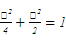 □²/4 + □²/2 = 1